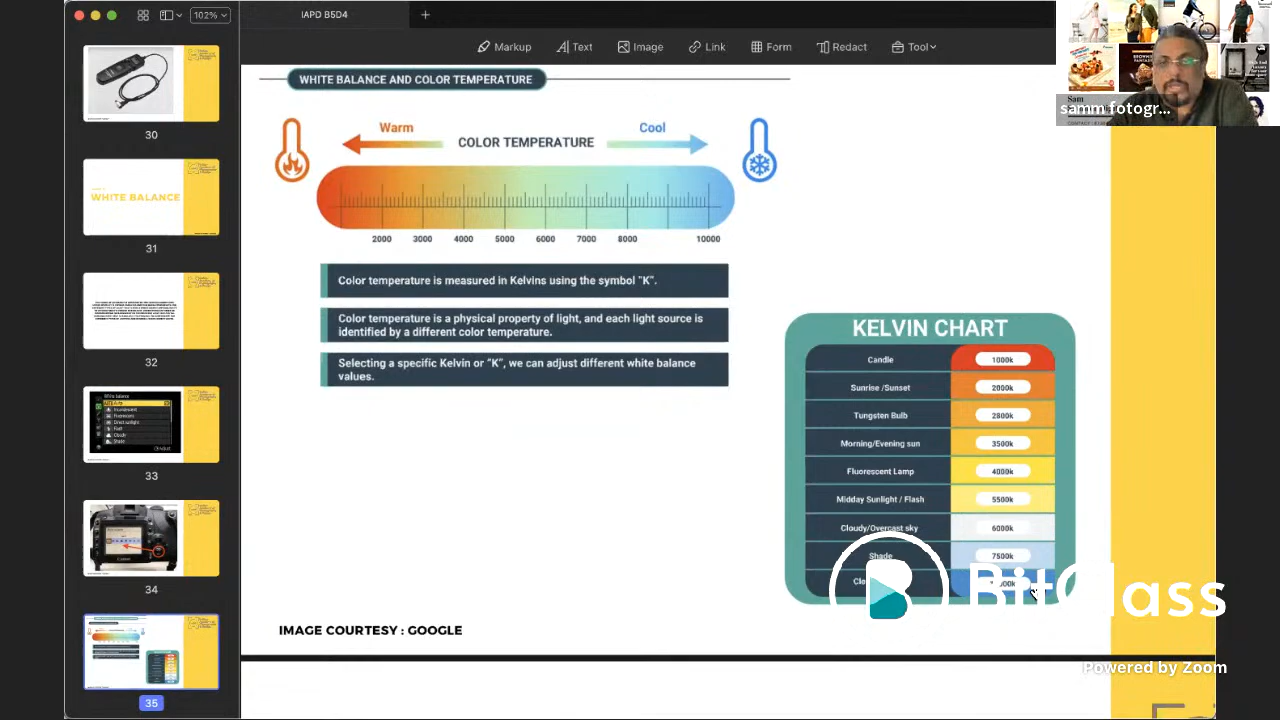 102%
IAPD B5D4
Markup
Text
Image
Link
Form
Redact
Tool
samm fotogr...
Sam
30
WHITE BALANCE
31
32
33
34
35
WHITE BALANCE AND COLOR TEMPERATURE
Warm
COLOR TEMPERATURE
Cool
2000 3000 4000 5000 6000 7000 8000 10000
Color temperature is measured in Kelvins using the symbol "K".
Color temperature is a physical property of light, and each light source is
identified by a different color temperature.
Selecting a specific Kelvin or "K", we can adjust different white balance
values.
KELVIN CHART
Candle 1000k
Sunrise /Sunset 2000k
Tungsten Bulb 2800k
Morning/Evening sun 3500k
Fluorescent Lamp 4000k
Midday Sunlight / Flash 5500k
Cloudy/Overcast sky 6000k
Shade 7500k
IMAGE COURTESY : GOOGLE
BitClass
Powered by Zoom